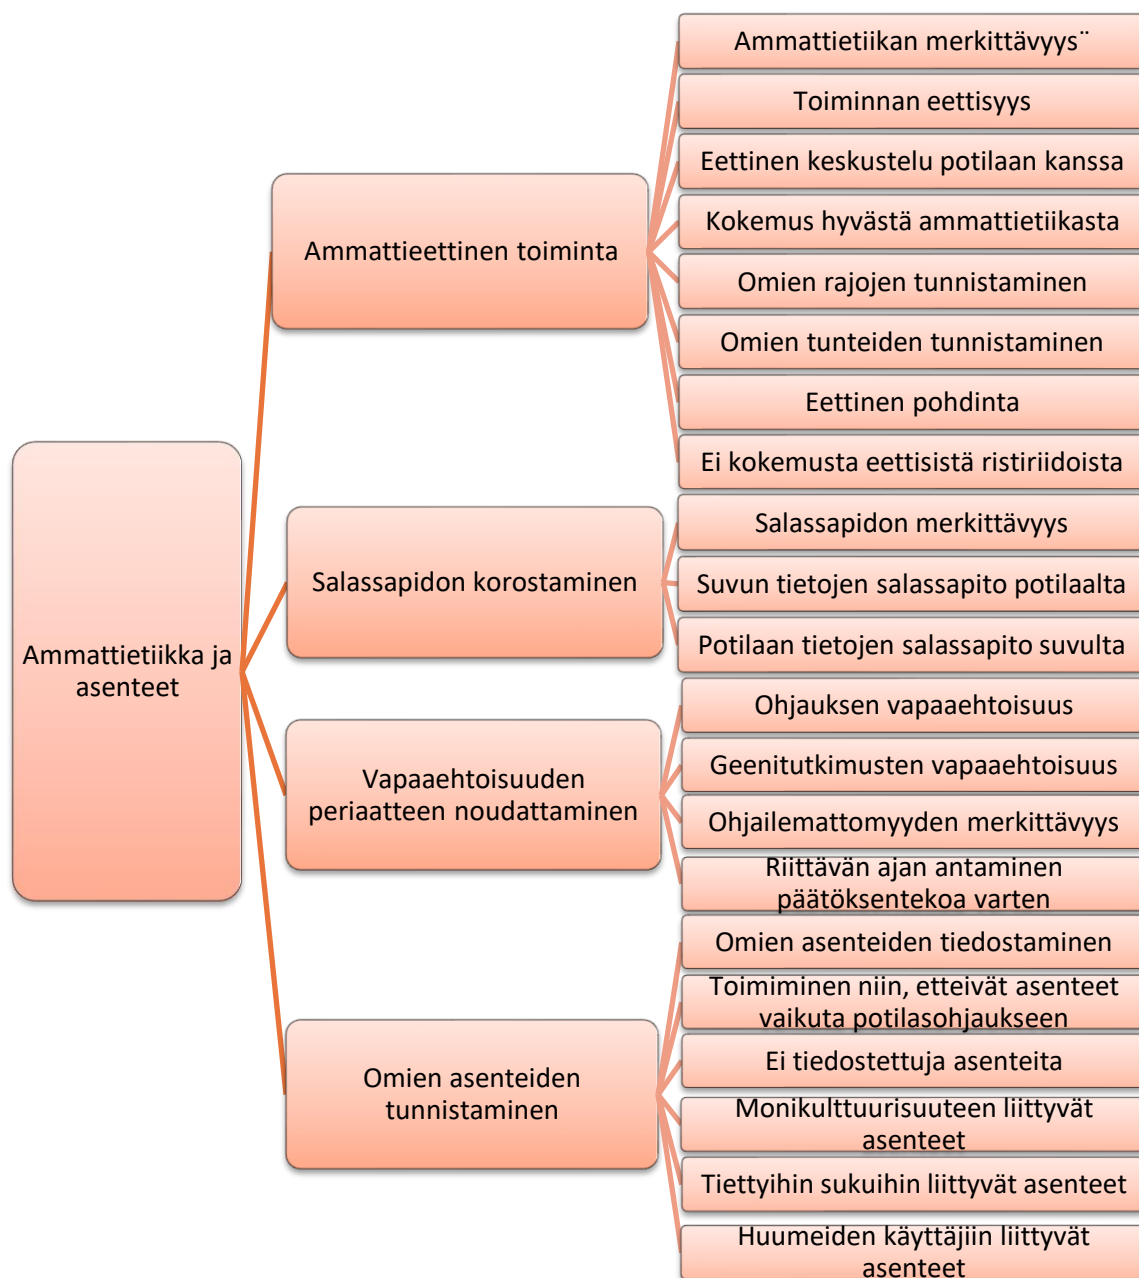 Ammattietiikka ja
asenteet
Ammattieettinen toiminta
Ammattietiikan merkittävyys¨
Toiminnan eettisyys
Eettinen keskustelu potilaan kanssa
Kokemus hyvästä ammattietiikasta
Omien rajojen tunnistaminen
Omien tunteiden tunnistaminen
Eettinen pohdinta
Ei kokemusta eettisistä ristiriidoista
Salassapidon korostaminen
Salassapidon merkittävyys
Suvun tietojen salassapito potilaalta
Potilaan tietojen salassapito suvulta
Vapaaehtoisuuden
periaatteen noudattaminen
Ohjauksen vapaaehtoisuus
Geenitutkimusten vapaaehtoisuus
Ohjailemattomyyden merkittävyys
Riittävän ajan antaminen
päätöksentekoa varten
Omien asenteiden
tunnistaminen
Omien asenteiden tiedostaminen
Toimiminen niin, etteivät asenteet
vaikuta potilasohjaukseen
Ei tiedostettuja asenteita
Monikulttuurisuuteen liittyvät
asenteet
Tiettyihin sukuihin liittyvät asenteet
Huumeiden käyttäjiin liittyvät
asenteet